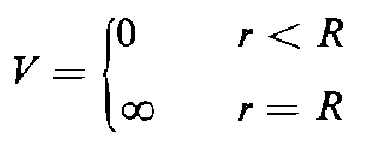 V = { 0    r < R
∞    r = R